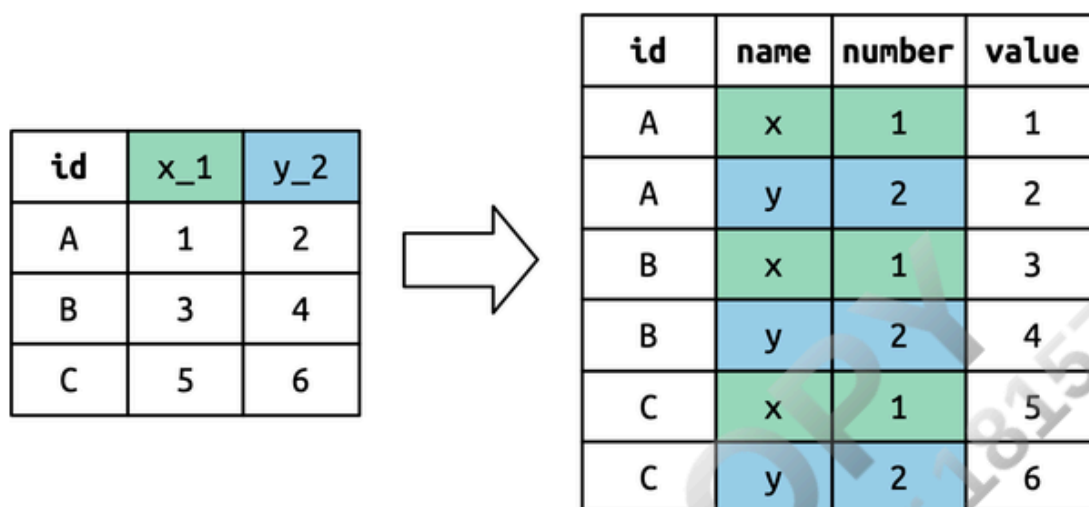 id x_1 y_2
A 1 2
B 3 4
C 5 6
id name number value
A x 1 1
A y 2 2
B x 1 3
B y 2 4
C x 1 5
C y 2 6